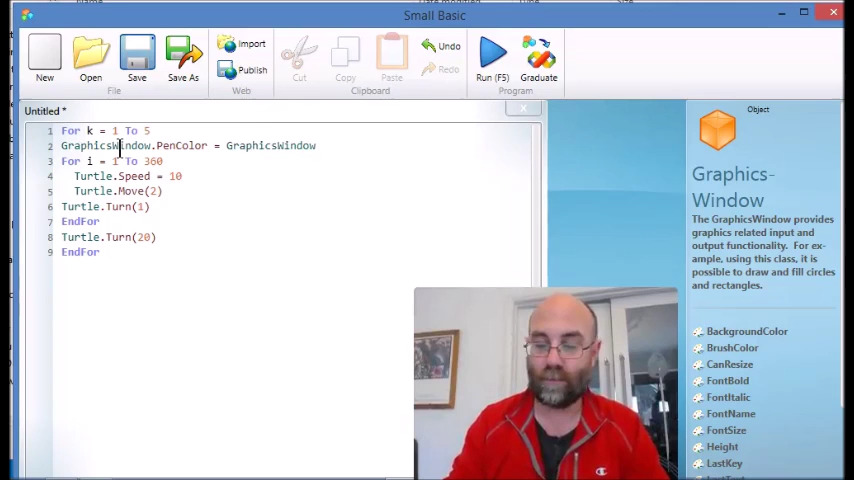 Small Basic
New
Open
Save
Save As
Import
Publish
Cut
Copy
Paste
Undo
Redo
Run (F5)
Graduate
File
Web
Clipboard
Program
Untitled *
1 For k = 1 To 5
2 GraphicsWindow.PenColor = GraphicsWindow
3 For i = 1 To 360
4 Turtle.Speed = 10
5 Turtle.Move(2)
6 Turtle.Turn(1)
7 EndFor
8 Turtle.Turn(20)
9 EndFor
Object
Graphics-
Window
The GraphicsWindow provides
graphics related input and
output functionality. For ex-
ample, using this class, it is
possible to draw and fill circles
and rectangles.
BackgroundColor
BrushColor
CanResize
FontBold
FontItalic
FontName
FontSize
Height
LastKey